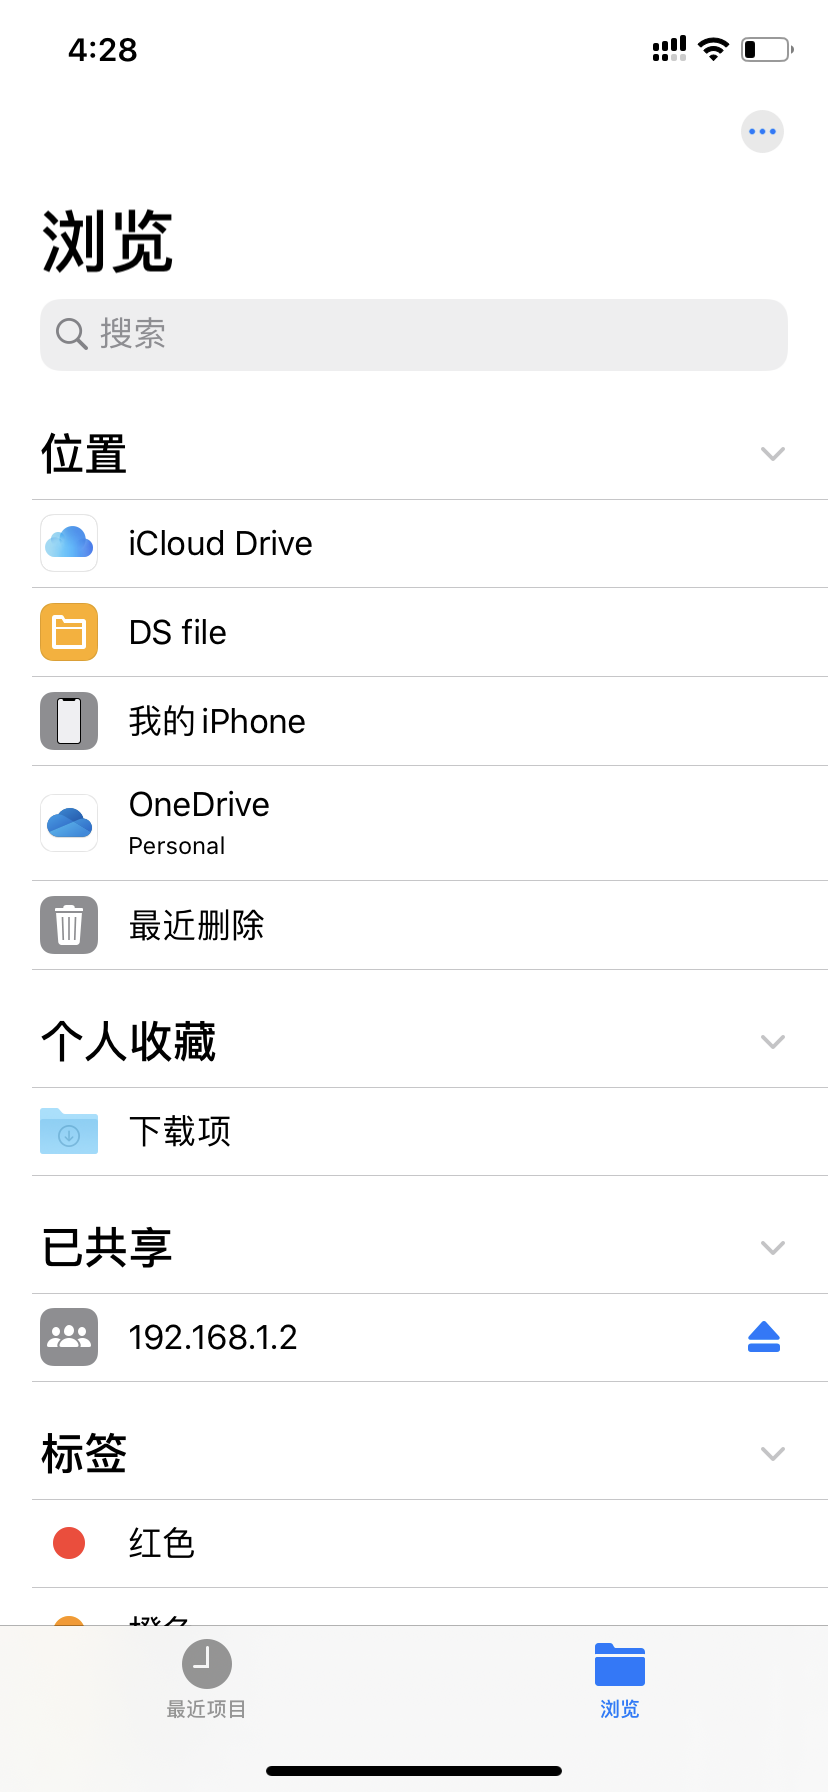 4:28
浏览
搜索
位置
iCloud Drive
DS file
我的 iPhone
OneDrive
Personal
最近删除
个人收藏
下载项
已共享
192.168.1.2
标签
红色
橙色
最近项目
浏览